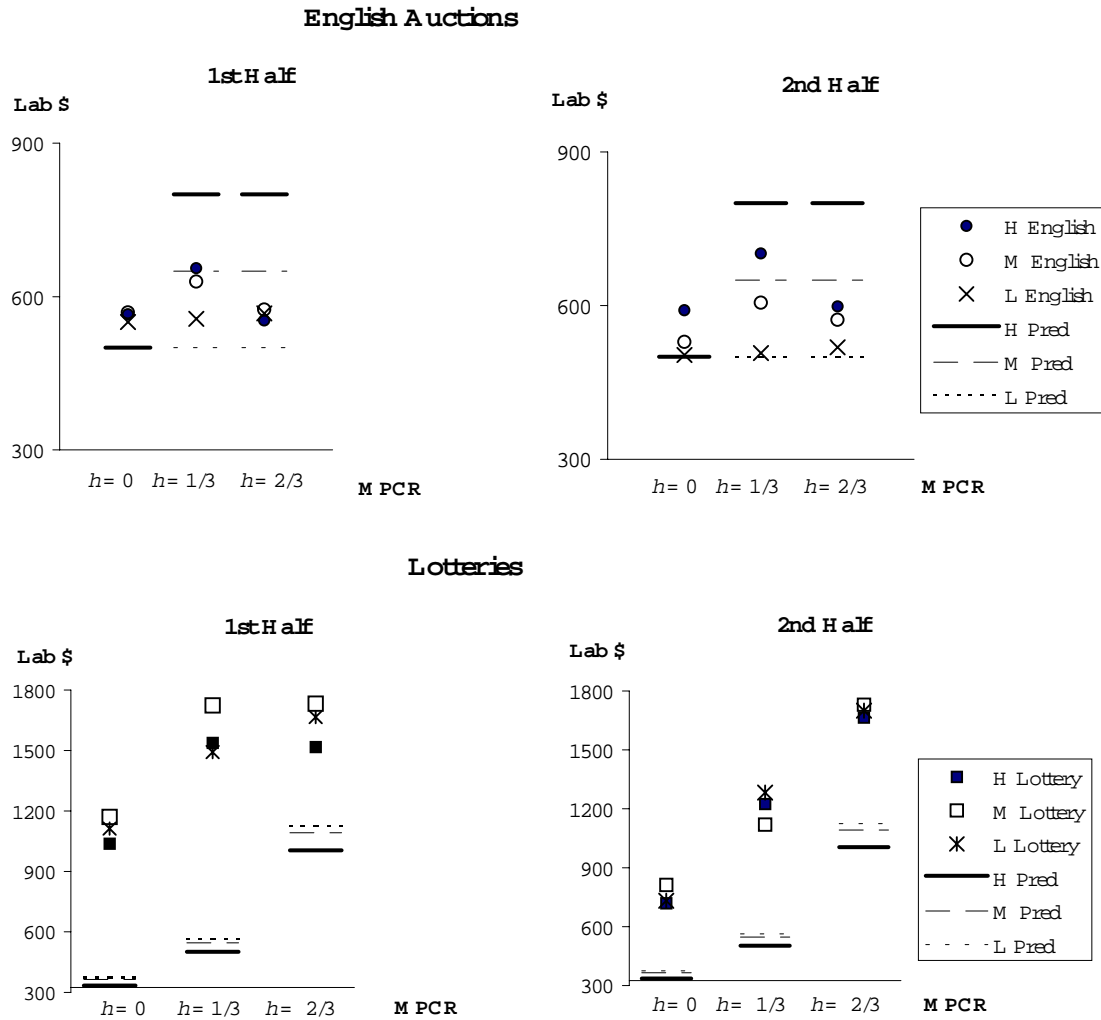 English Auctions
1st Half
Lab $
900
600
300
h = 0 h = 1/3 h = 2/3 MPCR
2nd Half
Lab $
900
600
300
h = 0 h = 1/3 h = 2/3 MPCR
H English
M English
L English
H Pred
M Pred
L Pred
Lotteries
1st Half
Lab $
1800
1500
1200
900
600
300
h = 0 h = 1/3 h = 2/3 MPCR
2nd Half
Lab $
1800
1500
1200
900
600
300
h = 0 h = 1/3 h = 2/3 MPCR
H Lottery
M Lottery
L Lottery
H Pred
M Pred
L Pred